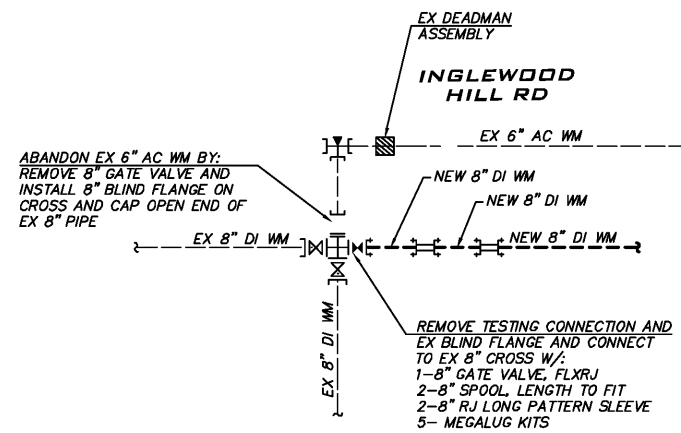 EX DEADMAN
ASSEMBLY
INGLEWOOD
HILL RD
EX 6" AC WM
ABANDON EX 6" AC WM BY:
REMOVE 8" GATE VALVE AND
INSTALL 8" BLIND FLANGE ON
CROSS AND CAP OPEN END OF
EX 8" PIPE
NEW 8" DI WM
NEW 8" DI WM
EX 8" DI WM
NEW 8" DI WM
EX 8" DI WM
REMOVE TESTING CONNECTION AND
EX BLIND FLANGE AND CONNECT
TO EX 8" CROSS W/:
1-8" GATE VALVE, FLXRJ
2-8" SPOOL, LENGTH TO FIT
2-8" RJ LONG PATTERN SLEEVE
5- MEGALUG KITS